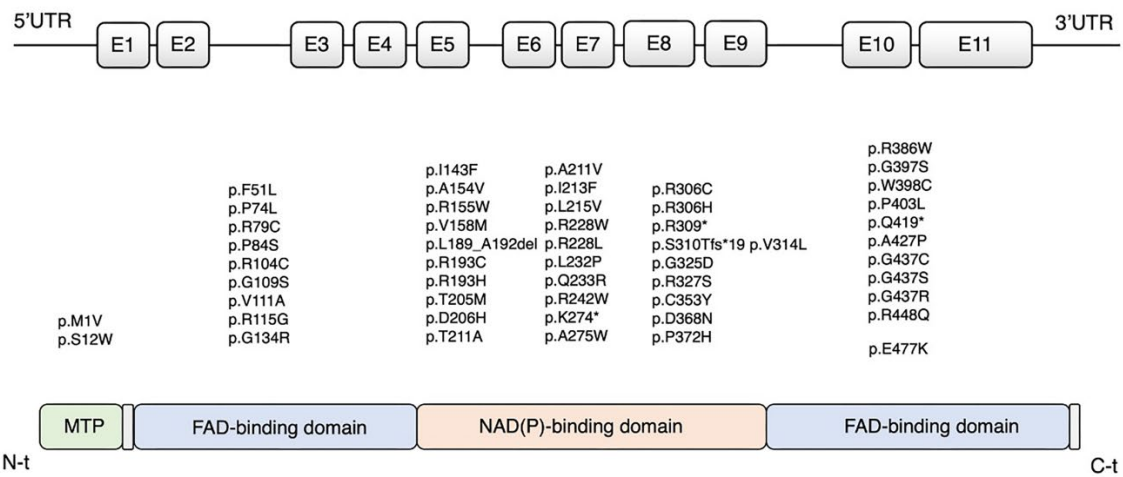 5’UTR
3’UTR
E1
E2
E3
E4
E5
E6
E7
E8
E9
E10
E11
p.M1V
p.S12W
p.F51L
p.P74L
p.R79C
p.P84S
p.R104C
p.G109S
p.V111A
p.R115G
p.G134R
p.I143F
p.A154V
p.R155W
p.V158M
p.L189_A192del
p.R193C
p.R193H
p.T205M
p.D206H
p.T211A
p.A211V
p.I213F
p.L215V
p.R228W
p.R228L
p.L232P
p.Q233R
p.R242W
p.K274*
p.A275W
p.R306C
p.R306H
p.R309*
p.S310Tfs*19 p.V314L
p.G325D
p.R327S
p.C353Y
p.D368N
p.P372H
p.R386W
p.G397S
p.W398C
p.P403L
p.Q419*
p.A427P
p.G437C
p.G437S
p.G437R
p.R448Q
p.E477K
MTP
FAD-binding domain
NAD(P)-binding domain
FAD-binding domain
N-t
C-t